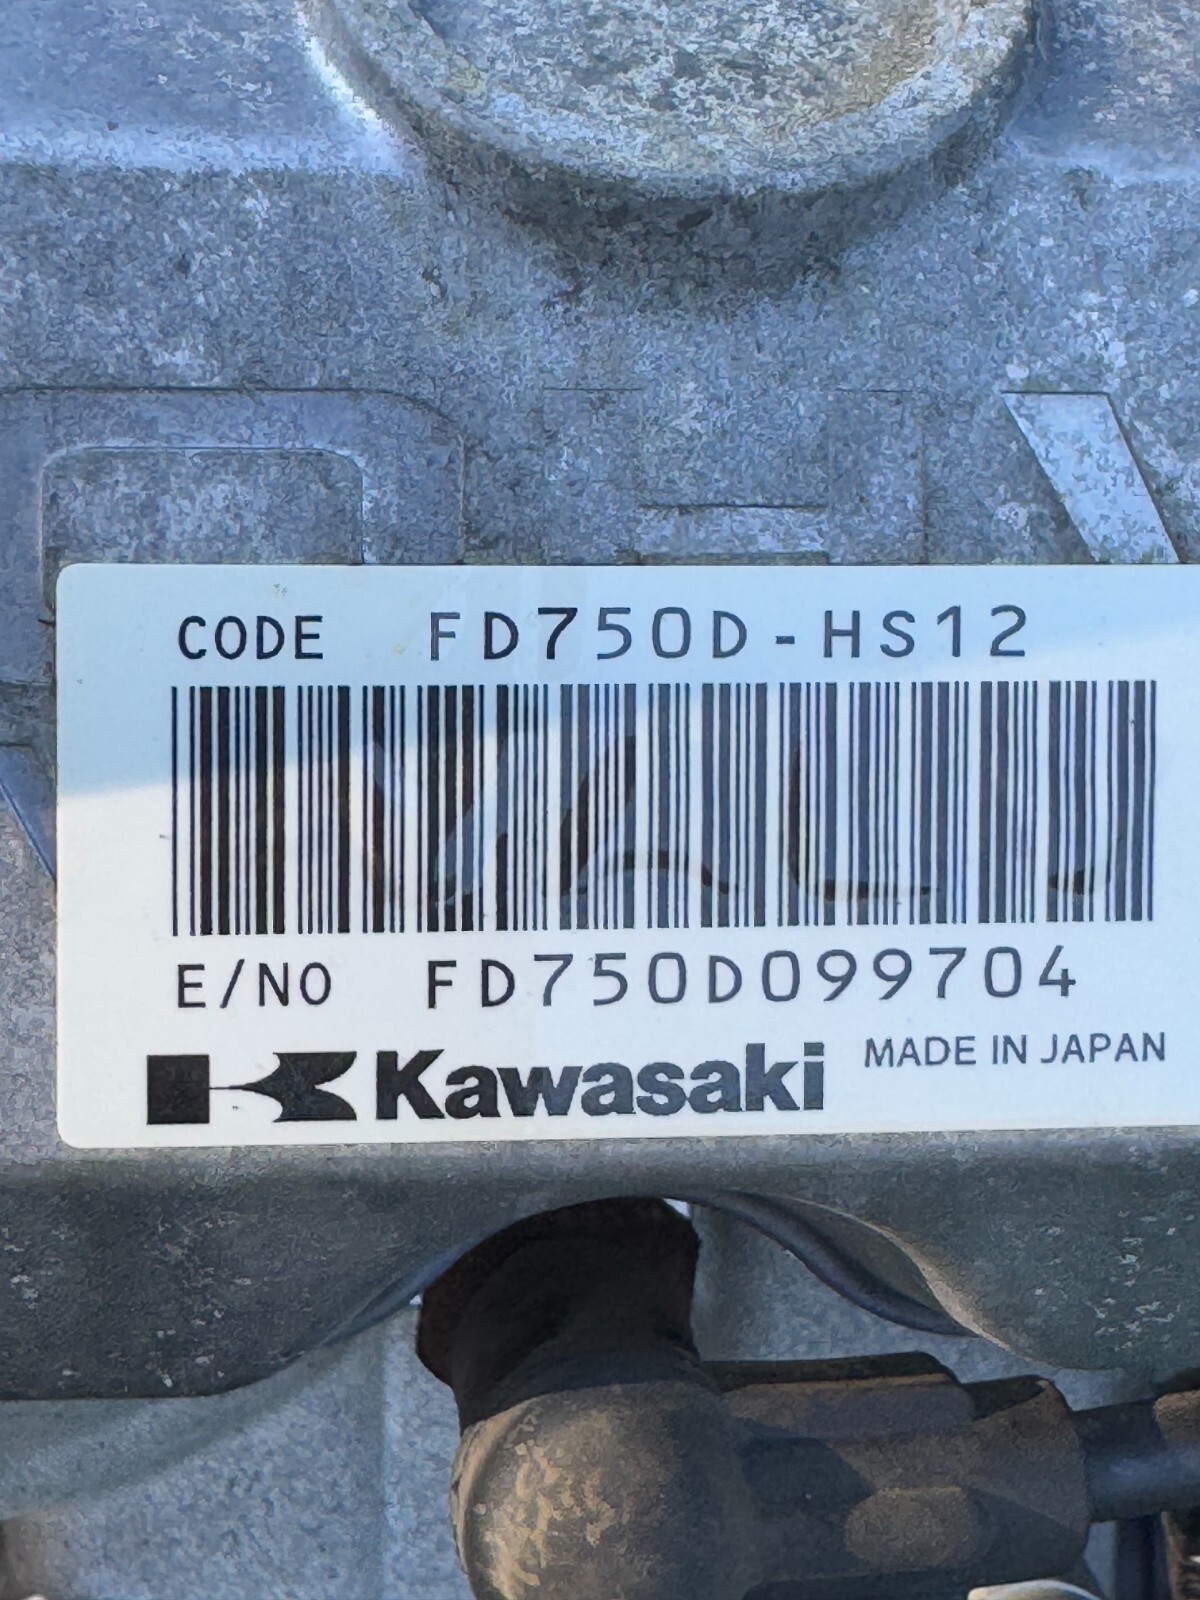 CODE FD750D-HS12
E/NO FD750D099704
Kawasaki MADE IN JAPAN